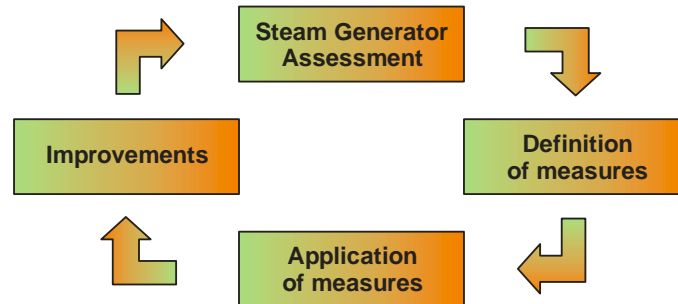 Steam Generator
Assessment
Improvements
Definition
of measures
Application
of measures